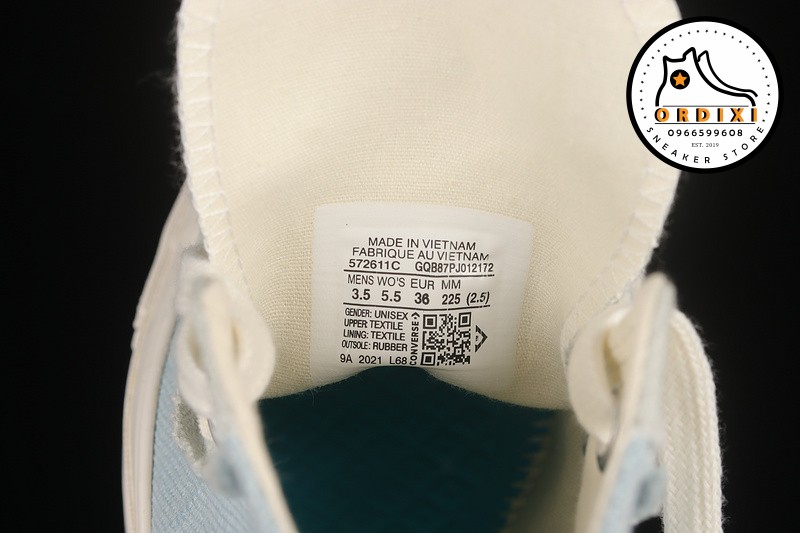 ORDIXI
0966599608
EST. 2019
SNEAKER STORE
MADE IN VIETNAM
FABRIQUE AU VIETNAM
572611C GQB87PJ012172
MENS WO'S EUR MM
3.5 5.5 36 225 (2.5)
GENDER: UNISEX
UPPER: TEXTILE
LINING: TEXTILE
OUTSOLE: RUBBER
CONVERSE
9A 2021 L68